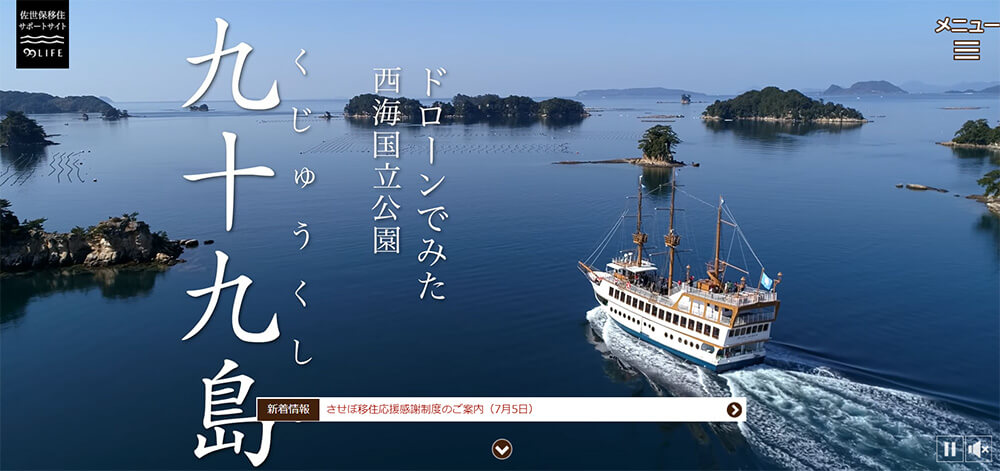 佐世保移住
サポートサイト
99LIFE
メニュー
ドローンでみた
西海国立公園
くじゅうくしま
九十九島
新着情報
させぼ移住応援感謝制度のご案内（7月5日）